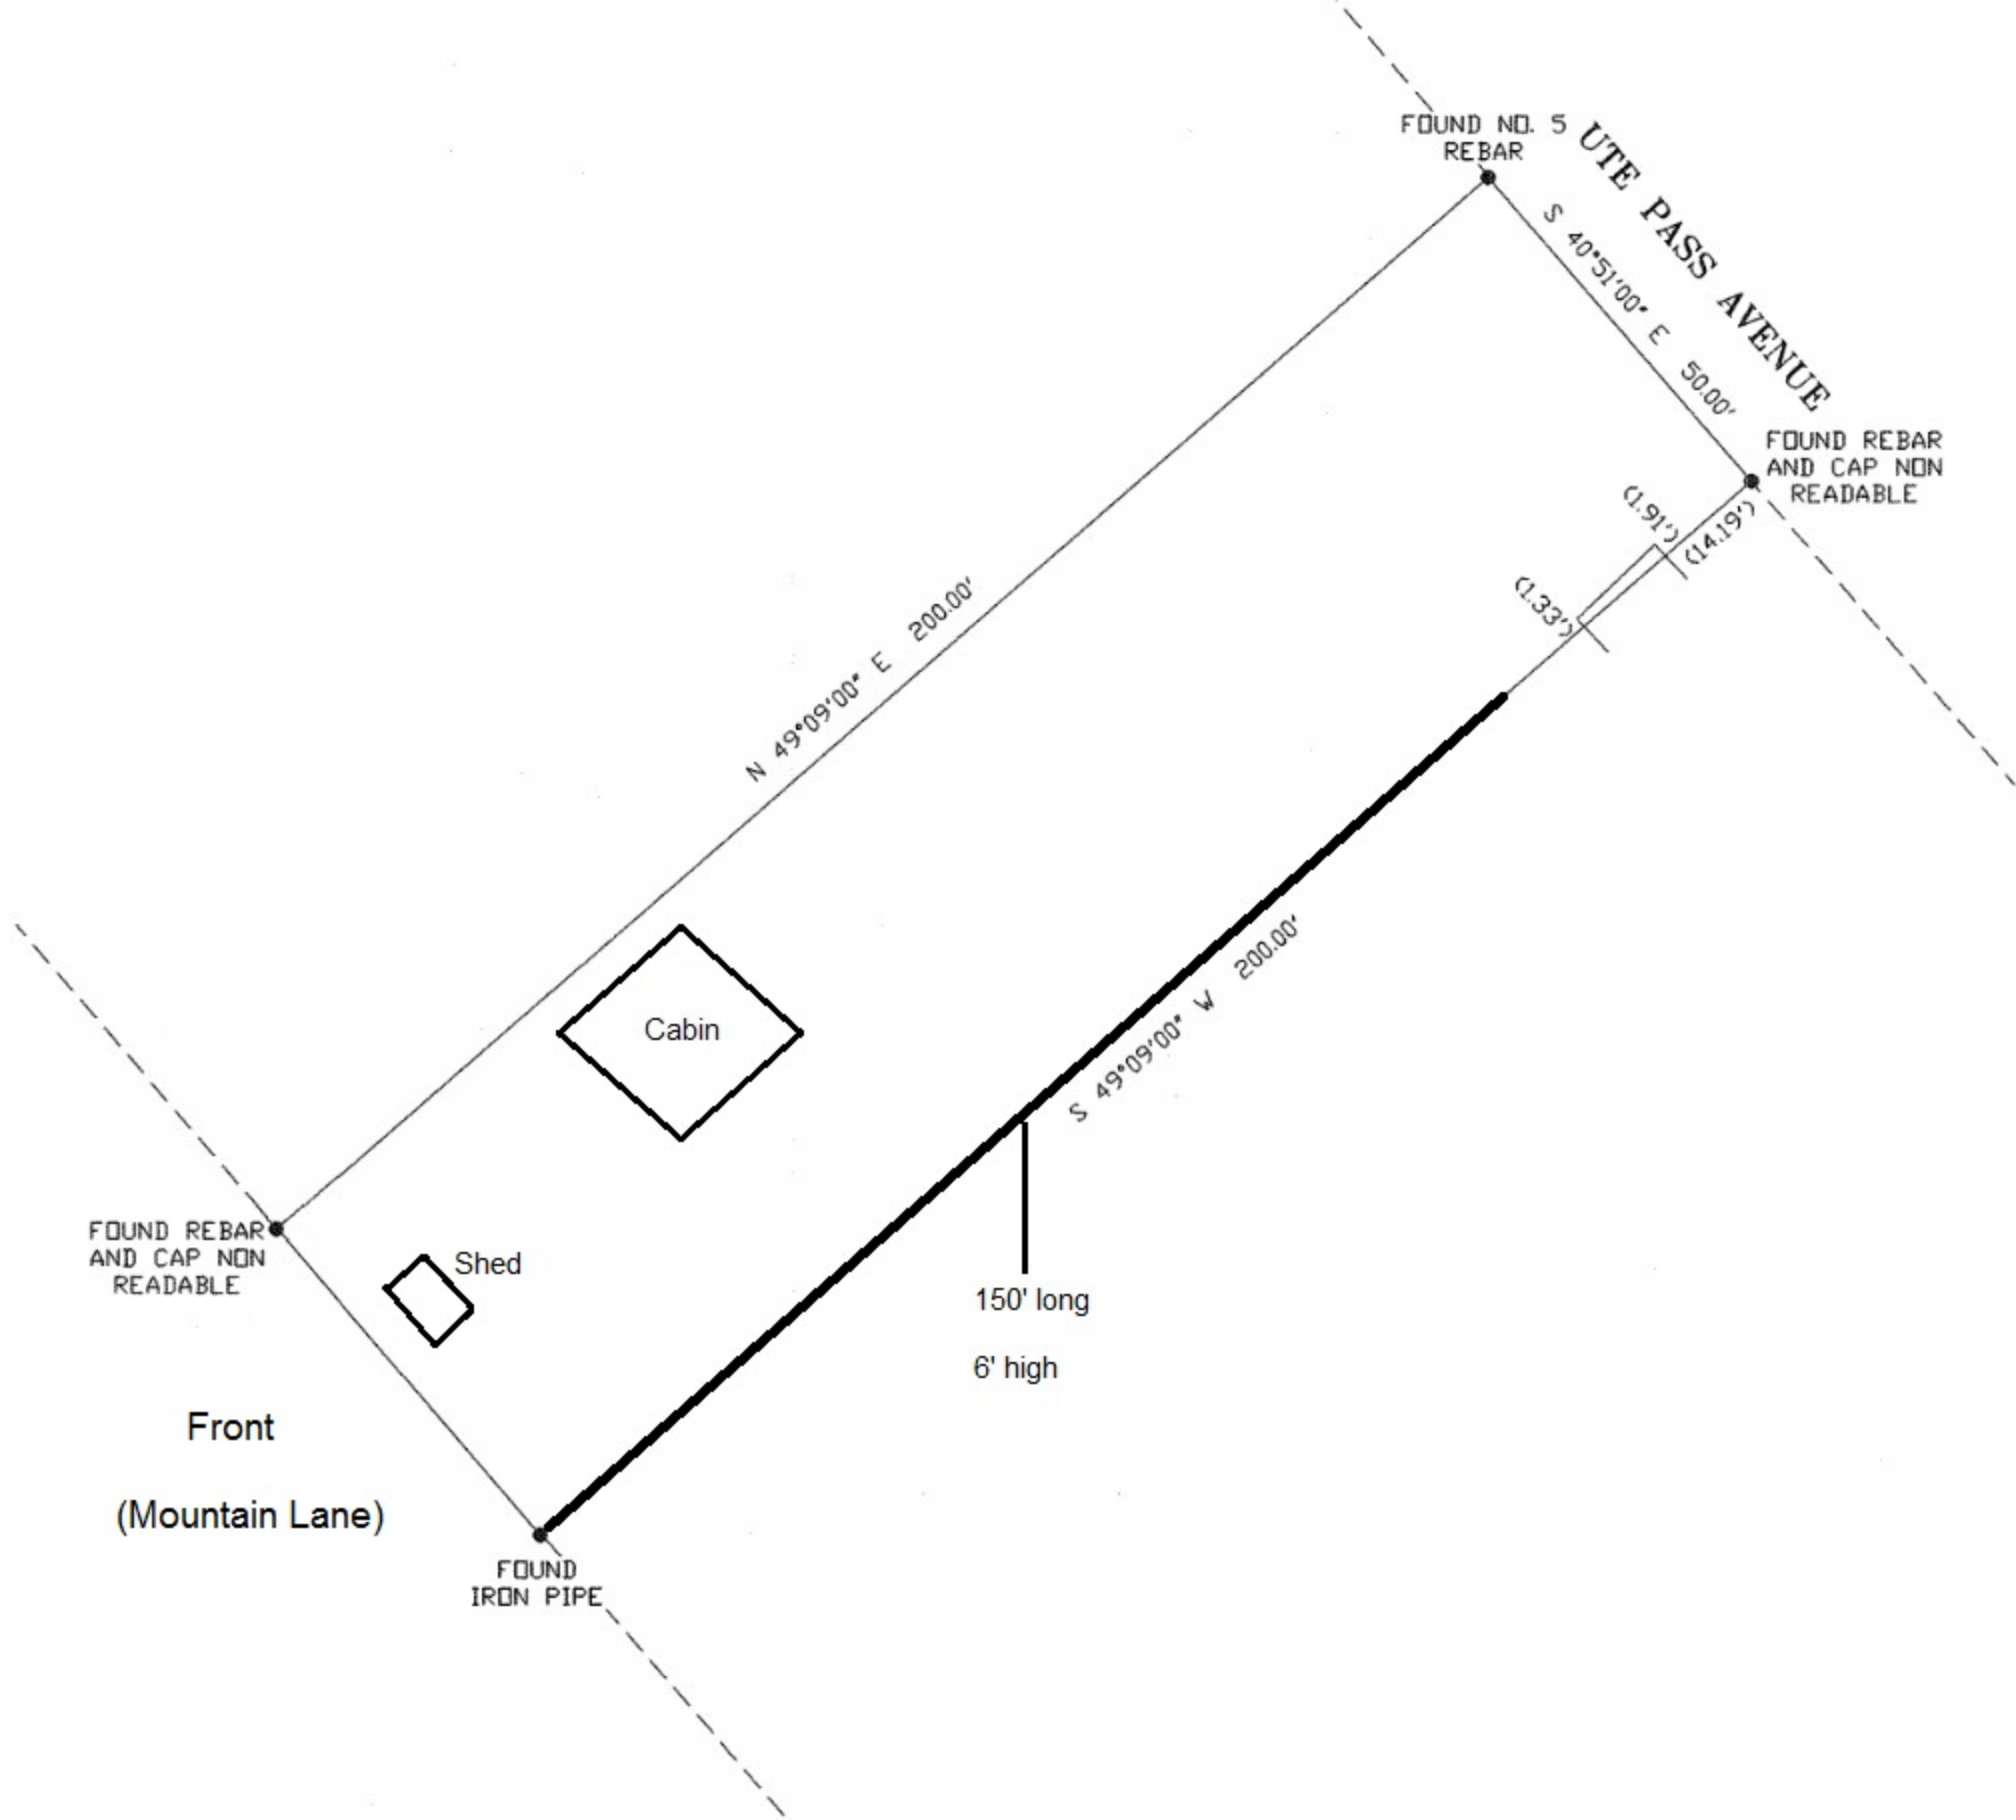 FOUND NO. 5
REBAR
UTE PASS AVENUE
S 40°51'00" E 50.00'
FOUND REBAR
AND CAP NON
READABLE
(1.91')
(14.19')
(1.33')
N 49°09'00" E 200.00'
S 49°09'00" W 200.00'
Cabin
FOUND REBAR
AND CAP NON
READABLE
Shed
150' long
6' high
Front
(Mountain Lane)
FOUND
IRON PIPE